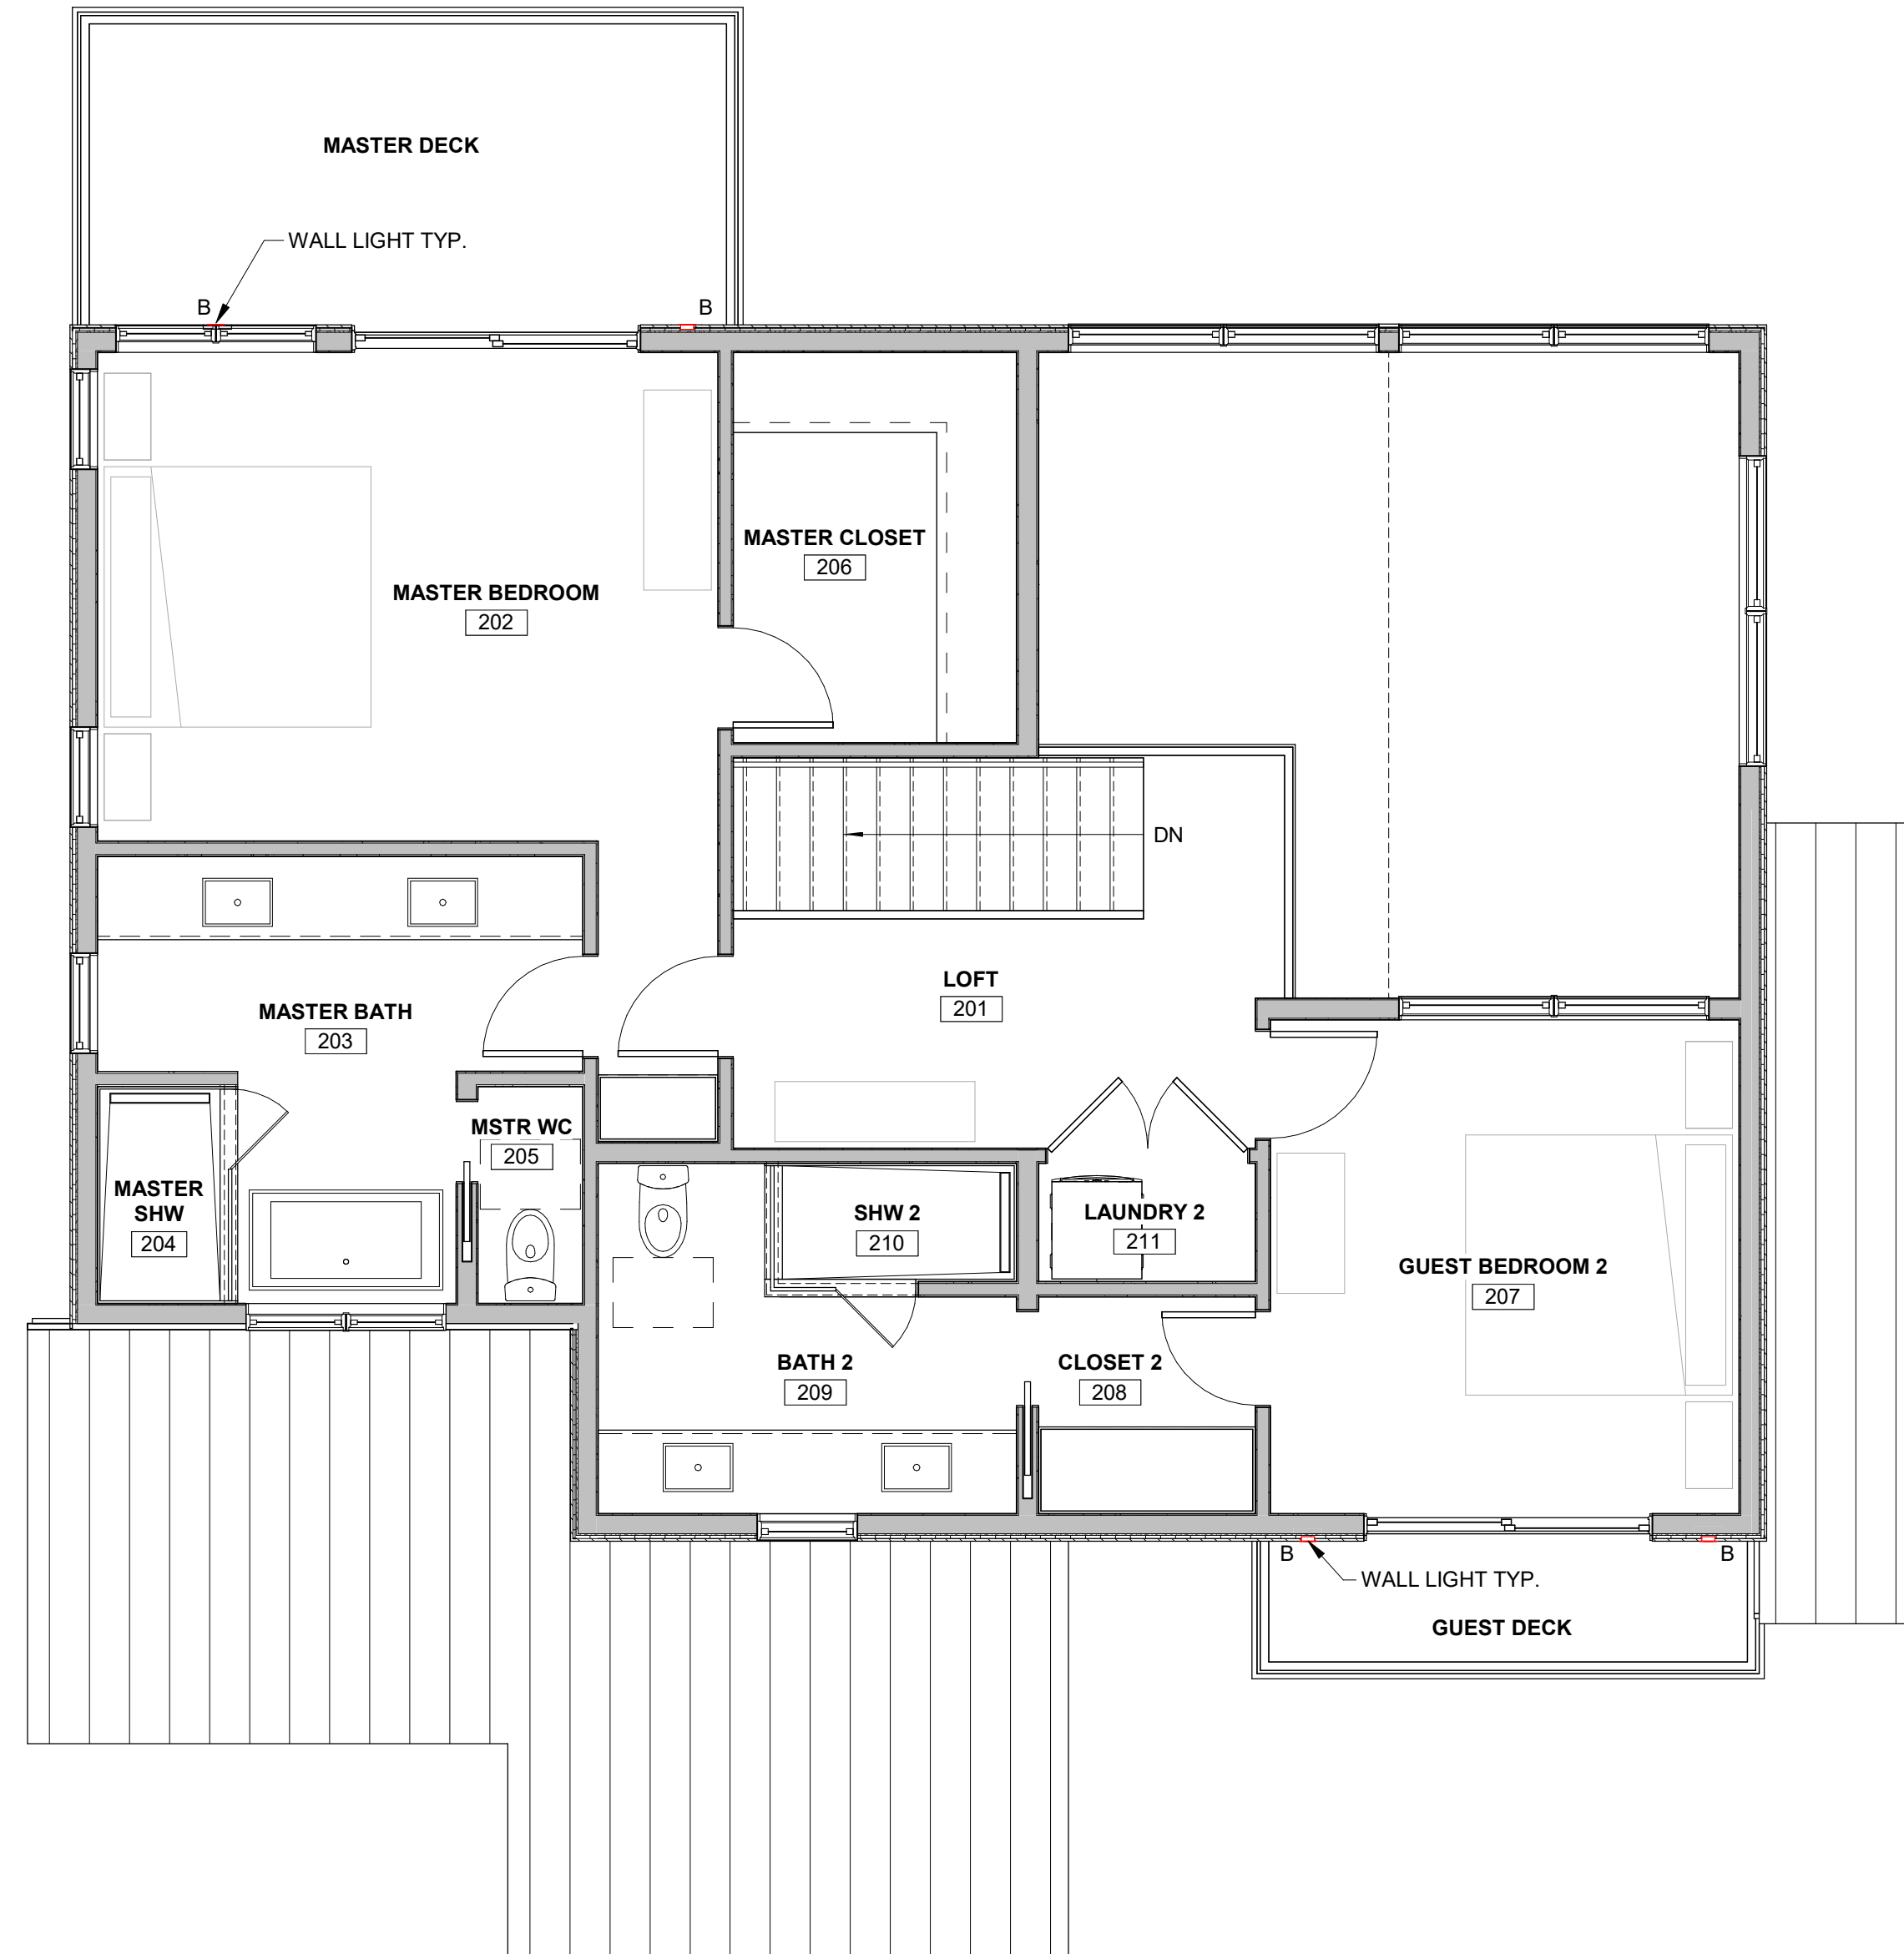 MASTER DECK
WALL LIGHT TYP.
B
B
MASTER CLOSET
206
MASTER BEDROOM
202
DN
LOFT
201
MASTER BATH
203
MSTR WC
205
MASTER
SHW
204
SHW 2
210
LAUNDRY 2
211
GUEST BEDROOM 2
207
BATH 2
209
CLOSET 2
208
B
B
WALL LIGHT TYP.
GUEST DECK